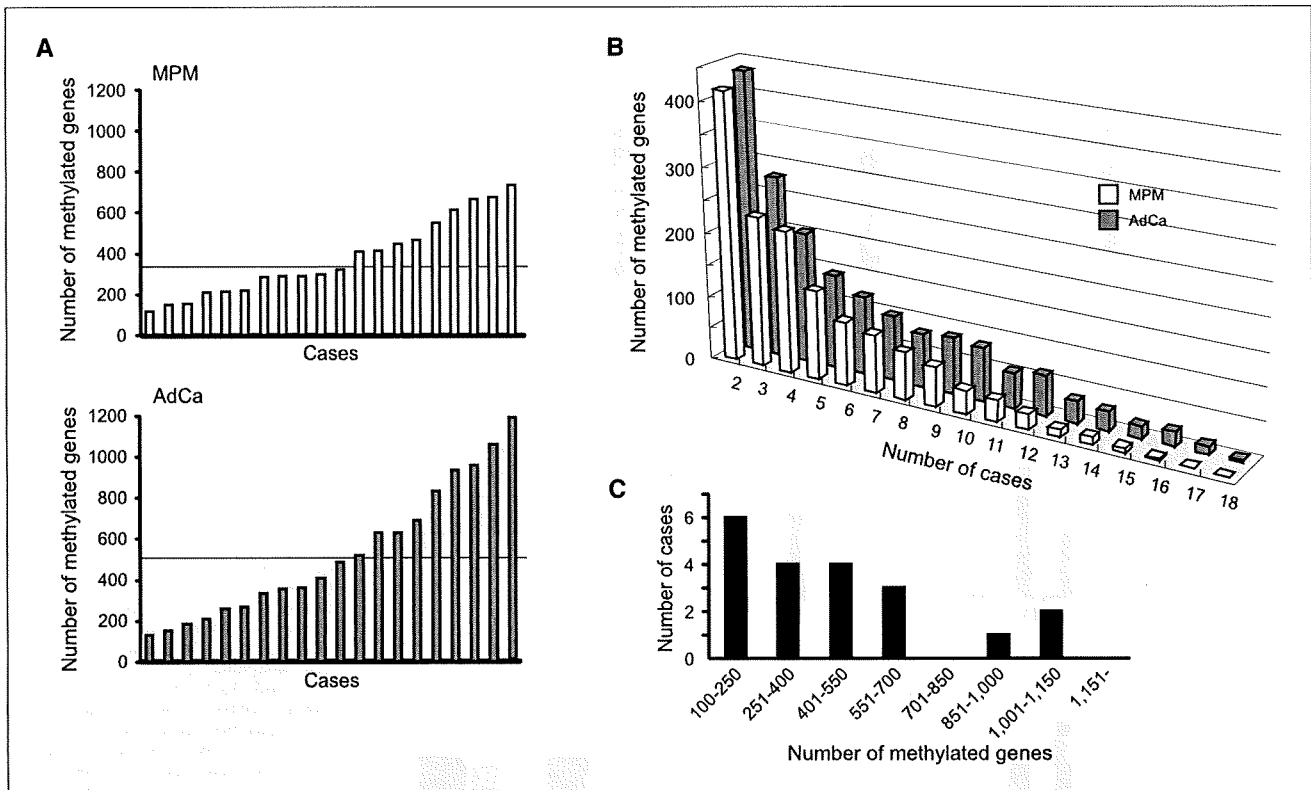 A
MPM
Number of methylated genes
1200
1000
800
600
400
200
0
Cases
AdCa
Number of methylated genes
1200
1000
800
600
400
200
0
Cases
B
Number of methylated genes
400
300
200
100
0
MPM
AdCa
2 3 4 5 6 7 8 9 10 11 12 13 14 15 16 17 18
Number of cases
C
Number of cases
6
4
2
0
100-250 251-400 401-550 551-700 701-850 851-1,000 1,001-1,150 1,151-
Number of methylated genes